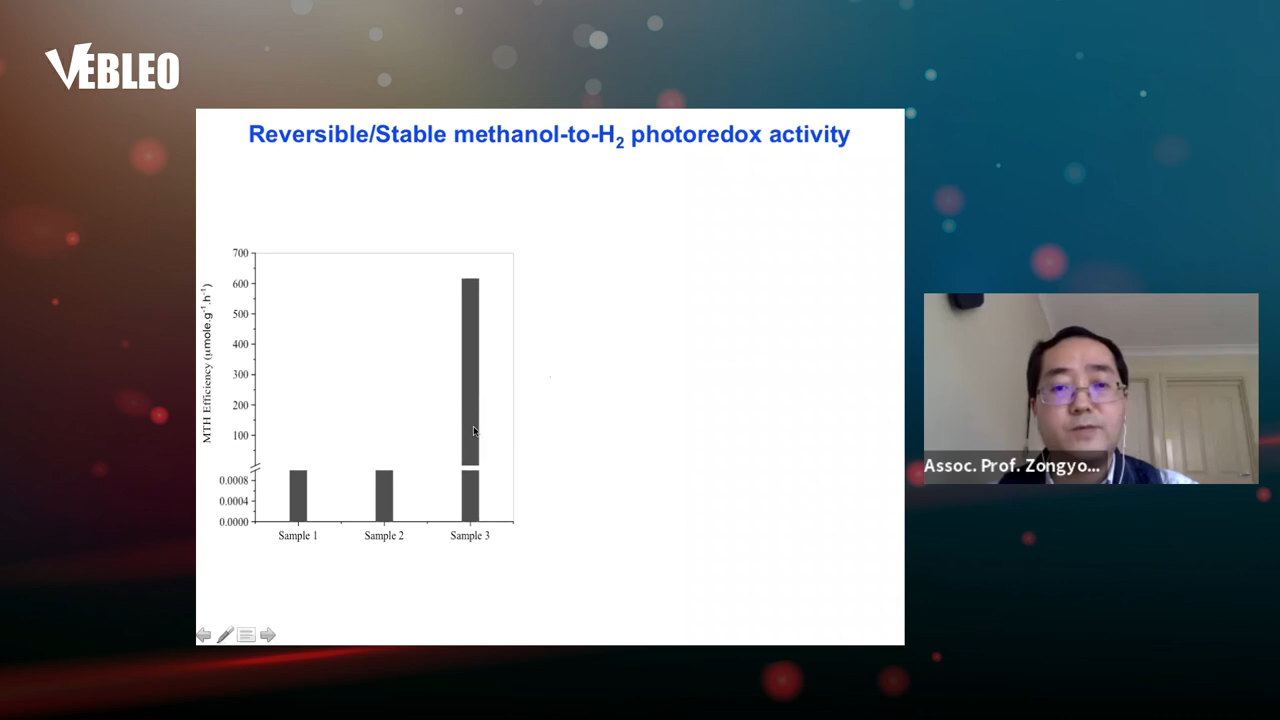 VEBLEO
Reversible/Stable methanol-to-H₂ photoredox activity
MTH Efficiency (μmole.g⁻¹.h⁻¹)
700
600
500
400
300
200
100
0.0008
0.0004
0.0000
Sample 1 Sample 2 Sample 3
Assoc. Prof. Zongyo...